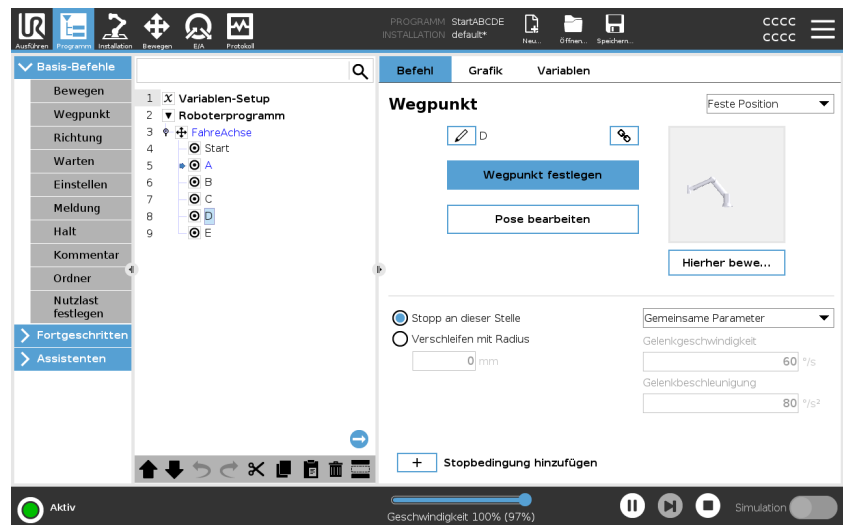 PROGRAMM StartABCDE
INSTALLATION default*
UR
Ausführen Programm Installation Bewegen E/A Protokoll
Neu... Öffnen... Speichern...
cccc
cccc
Basis-Befehle
Bewegen
Wegpunkt
Richtung
Warten
Einstellen
Meldung
Halt
Kommentar
Ordner
Nutzlast
festlegen
Fortgeschritten
Assistenten
1 X Variablen-Setup
2 Roboterprogramm
3 FahreAchse
4 Start
5 A
6 B
7 C
8 D
9 E
Befehl Grafik Variablen
Wegpunkt
Feste Position
D
Wegpunkt festlegen
Pose bearbeiten
Hierher bewe...
Stopp an dieser Stelle
Verschleifen mit Radius
0 mm
Gemeinsame Parameter
Gelenkgeschwindigkeit
60 °/s
Gelenkbeschleunigung
80 °/s²
+ Stopbedingung hinzufügen
Aktiv
Geschwindigkeit 100% (97%)
Simulation